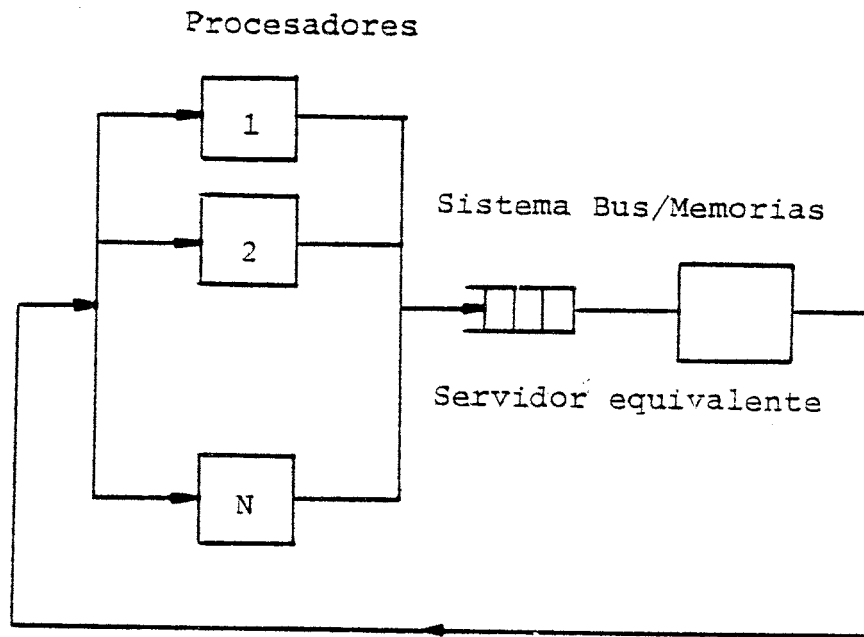 Procesadores
1
2
Sistema Bus/Memorias
Servidor equivalente
N